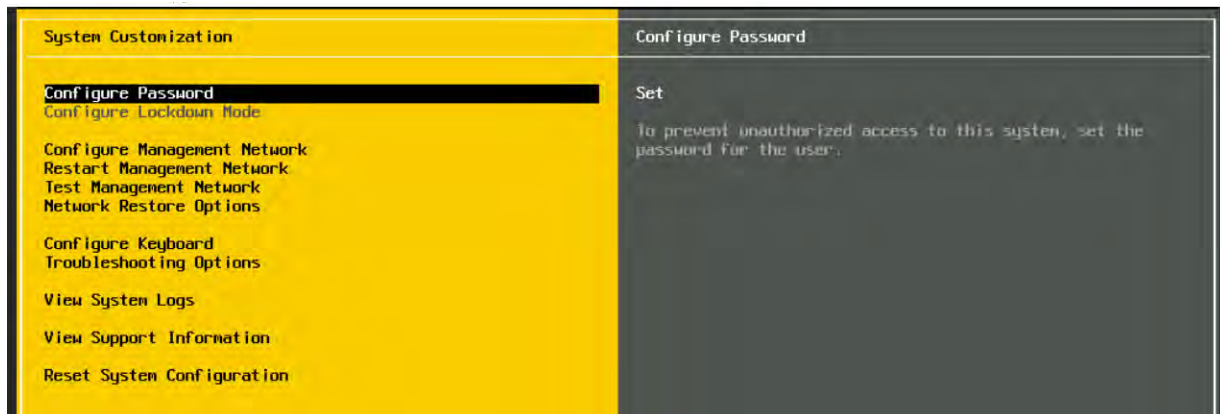 System Customization
Configure Password
Configure Password
Configure Lockdown Mode
Configure Management Network
Restart Management Network
Test Management Network
Network Restore Options
Configure Keyboard
Troubleshooting Options
View System Logs
View Support Information
Reset System Configuration
Set
To prevent unauthorized access to this system, set the
password for the user.